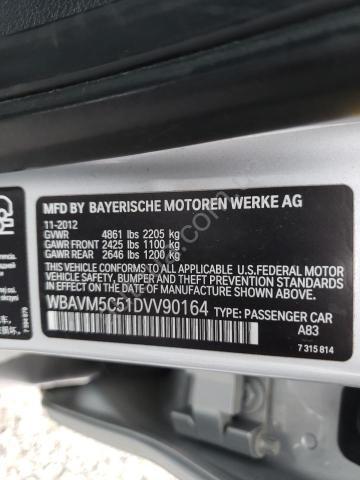 MFD BY BAYERISCHE MOTOREN WERKE AG
11-2012
GVWR 4861 lbs 2205 kg
GAWR FRONT 2425 lbs 1100 kg
GAWR REAR 2646 lbs 1200 kg
THIS VEHICLE CONFORMS TO ALL APPLICABLE U.S. FEDERAL MOTOR
VEHICLE SAFETY, BUMPER, AND THEFT PREVENTION STANDARDS
IN EFFECT ON THE DATE OF MANUFACTURE SHOWN ABOVE.
WBAVM5C51DVV90164 TYPE: PASSENGER CAR
A83
7 315 814